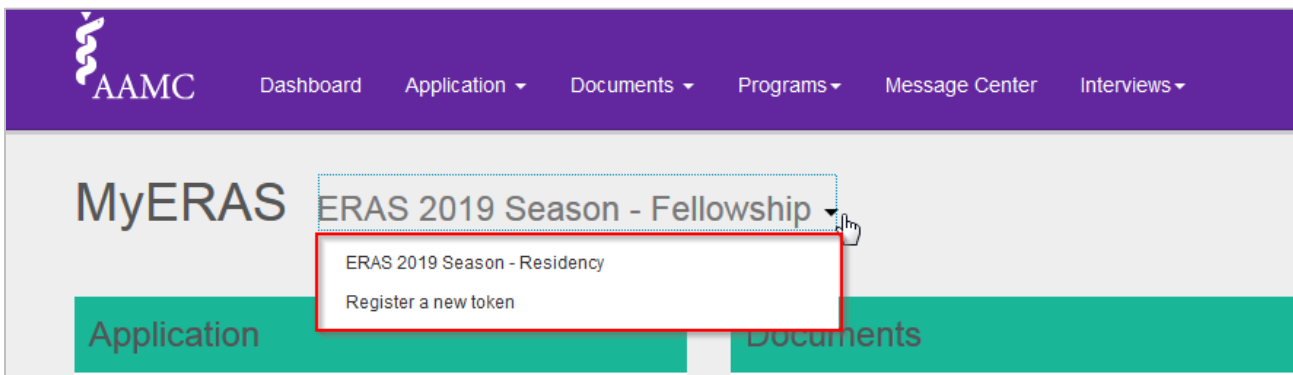 AAMC Dashboard Application Documents Programs Message Center Interviews
MyERAS ERAS 2019 Season - Fellowship
ERAS 2019 Season - Residency
Register a new token
Application Documents